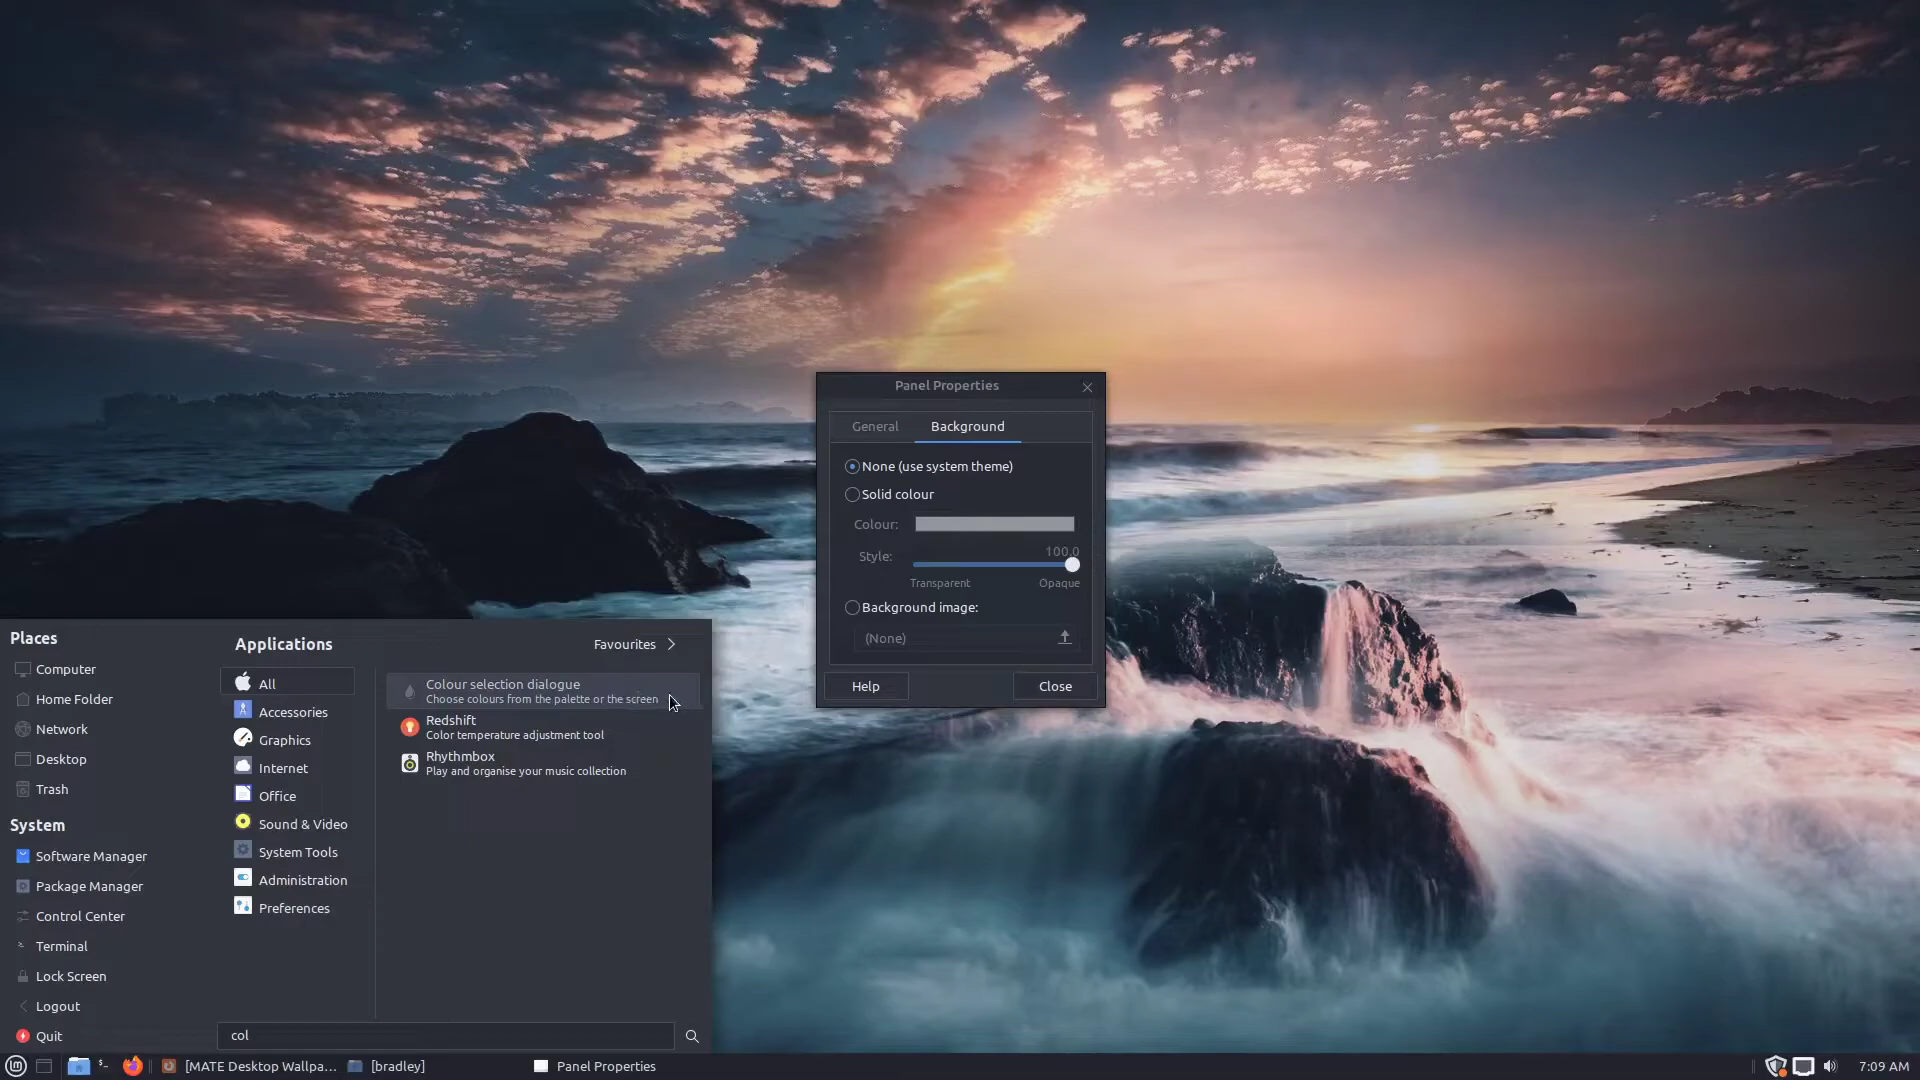 Panel Properties
General
Background
None (use system theme)
Solid colour
Colour:
Style:
100.0
Transparent
Opaque
Background image:
(None)
Help
Close
Places
Computer
Home Folder
Network
Desktop
Trash
System
Software Manager
Package Manager
Control Center
Terminal
Lock Screen
Logout
Quit
Applications
Favourites
All
Accessories
Graphics
Internet
Office
Sound & Video
System Tools
Administration
Preferences
Colour selection dialogue
Choose colours from the palette or the screen
Redshift
Color temperature adjustment tool
Rhythmbox
Play and organise your music collection
col
[MATE Desktop Wallpa...
[bradley]
Panel Properties
7:09 AM